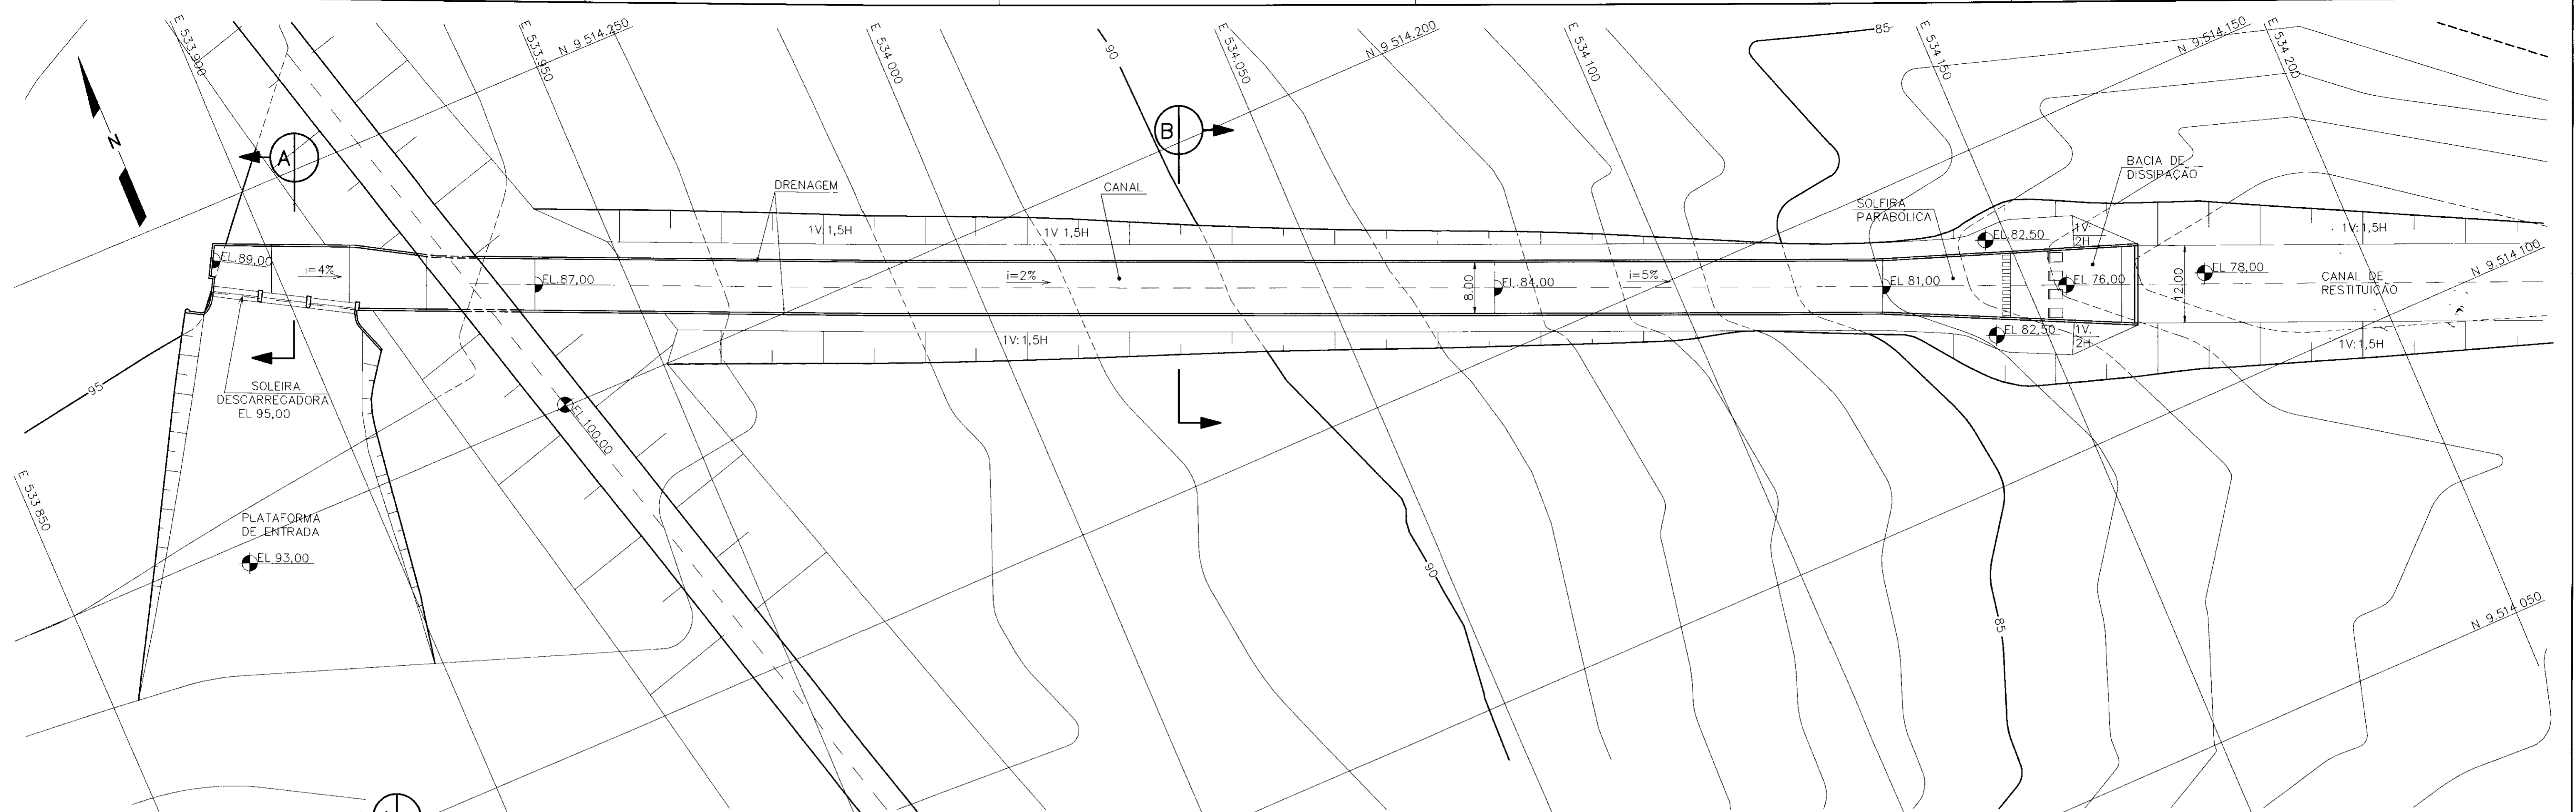 E 533.900
E 533.950
N 9.514.250
E 534.000
90
E 534.050
N 9 514.200
E 534 100
85
E 534.150
N 9.514.150
E 534 200
N
A
B
DRENAGEM
CANAL
BACIA DE
DISSIPAÇÃO
SOLEIRA
PARABÓLICA
1V:1,5H
1V 1,5H
EL 82,50
1V:
2H
1V:1,5H
EL.89,00
i=4%
EL.87,00
i=2%
8,00
EL.84,00
i=5%
EL 81,00
EL 76,00
12,00
EL 78,00
CANAL DE
RESTITUIÇÃO
N 9.514.100
1V:1,5H
EL 82,50
1V.
2H
1V:1,5H
95
SOLEIRA
DESCARREGADORA
EL 95,00
EL 100,00
E 533 850
PLATAFORMA
DE ENTRADA
EL 93,00
90
85
N 9.514.050